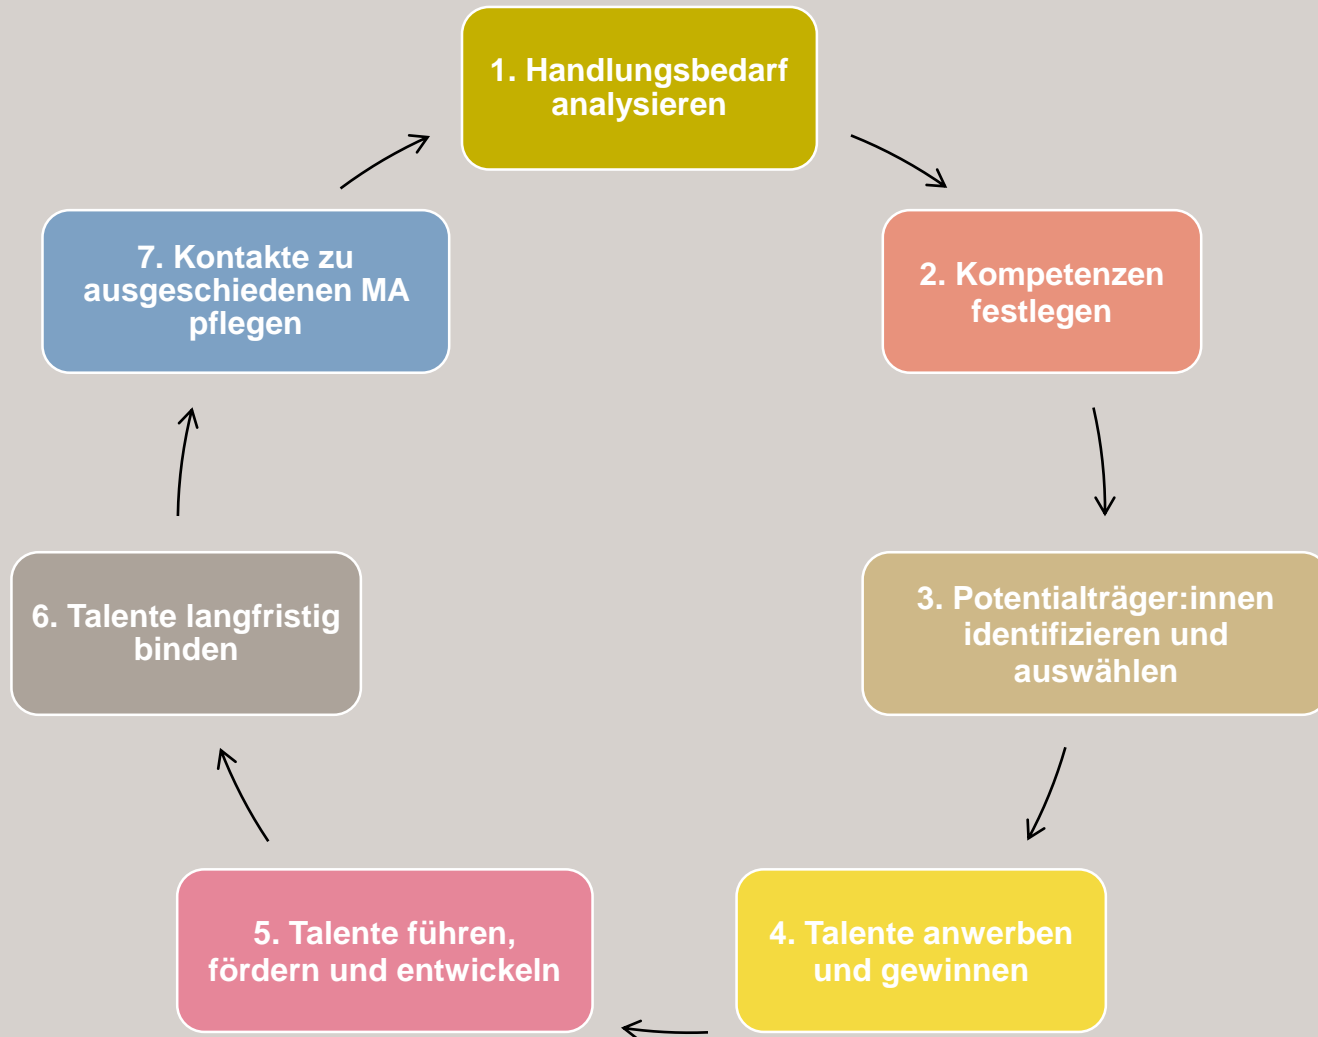 1. Handlungsbedarf
analysieren
2. Kompetenzen
festlegen
3. Potentialträger:innen
identifizieren und
auswählen
4. Talente anwerben
und gewinnen
5. Talente führen,
fördern und entwickeln
6. Talente langfristig
binden
7. Kontakte zu
ausgeschiedenen MA
pflegen